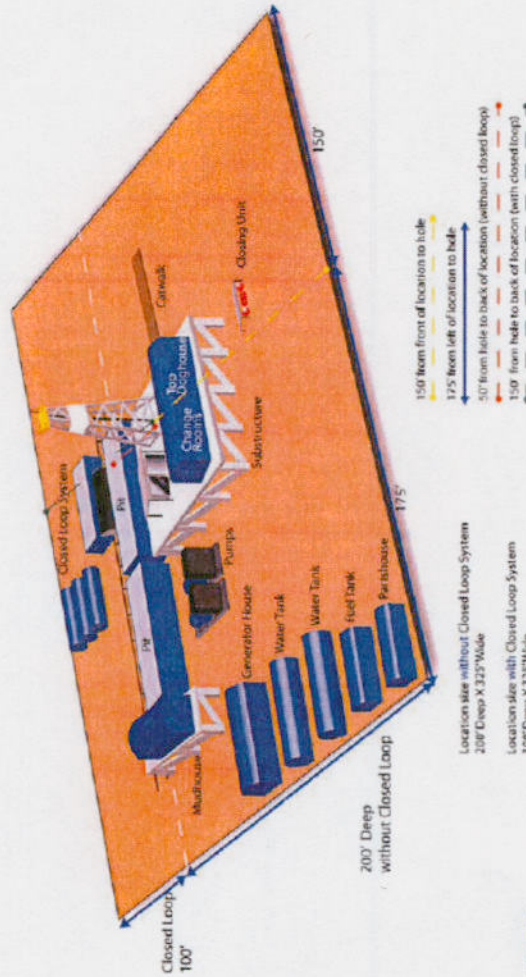 Closed Loop System
Catwalk
Pit
Top
Doghouse
Change
Rooms
Closing Unit
Substructure
Pit
Pumps
Mudhouse
Generator House
Water Tank
Water Tank
Fuel Tank
Partshouse
150'
175'
Closed Loop
100'
200' Deep
without Closed Loop
Location size without Closed Loop System
200' Deep X 325' Wide
Location size with Closed Loop System
150' from front of location to hole
175' from left of location to hole
50' from hole to back of location (without closed loop)
150' from hole to back of location (with closed loop)